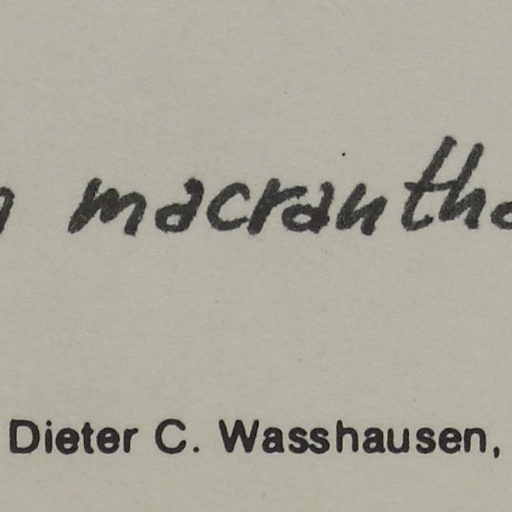 macrantha
Dieter C. Wasshausen,